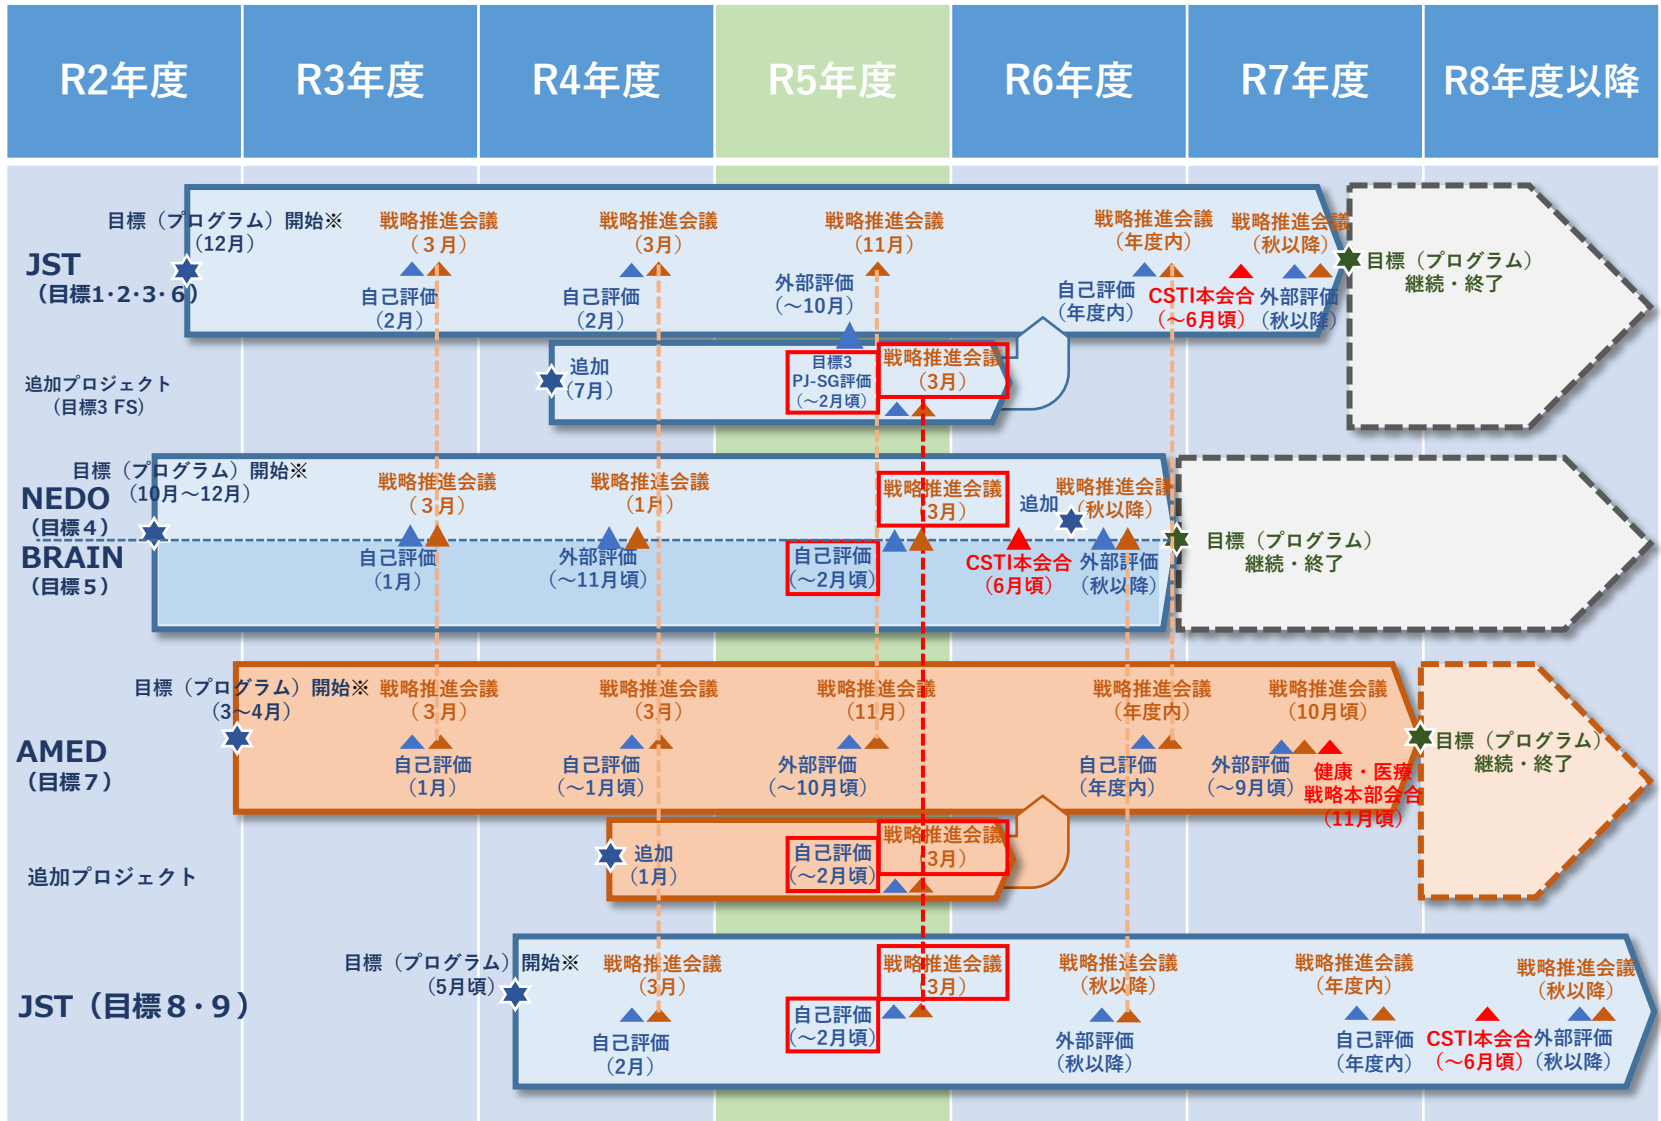 R2年度
R3年度
R4年度
R5年度
R6年度
R7年度
R8年度以降
JST
（目標1・2・3・6）
目標（プログラム）開始※
（12月）
戦略推進会議
（３月）
自己評価
（2月）
戦略推進会議
（3月）
自己評価
（2月）
戦略推進会議
（11月）
外部評価
（～10月）
戦略推進会議
（年度内）
自己評価
（年度内）
CSTI本会合
（～6月頃）
戦略推進会議
（秋以降）
外部評価
（秋以降）
目標（プログラム）
継続・終了
追加プロジェクト
（目標3 FS）
追加
（7月）
目標3
PJ-SG評価
（～2月頃）
戦略推進会議
（3月）
NEDO
（目標４）
BRAIN
（目標５）
目標（プログラム）開始※
（10月～12月）
戦略推進会議
（３月）
自己評価
（1月）
戦略推進会議
（1月）
外部評価
（～11月頃）
戦略推進会議
（3月）
自己評価
（～2月頃）
CSTI本会合
（6月頃）
追加
戦略推進会議
（秋以降）
外部評価
（秋以降）
目標（プログラム）
継続・終了
AMED
（目標７）
目標（プログラム）開始※
（3～4月）
戦略推進会議
（３月）
自己評価
（1月）
戦略推進会議
（3月）
自己評価
（～1月頃）
戦略推進会議
（11月）
外部評価
（～10月頃）
戦略推進会議
（年度内）
自己評価
（年度内）
戦略推進会議
（10月頃）
外部評価
（～9月頃）
健康・医療
戦略本部会合
（11月頃）
目標（プログラム）
継続・終了
追加プロジェクト
追加
（1月）
自己評価
（～2月頃）
戦略推進会議
（3月）
JST（目標８・９）
目標（プログラム）開始※
（5月頃）
戦略推進会議
（3月）
自己評価
（2月）
戦略推進会議
（3月）
自己評価
（～2月頃）
戦略推進会議
（秋以降）
外部評価
（秋以降）
戦略推進会議
（年度内）
自己評価
（年度内）
CSTI本会合
（～6月頃）
戦略推進会議
（秋以降）
外部評価
（秋以降）